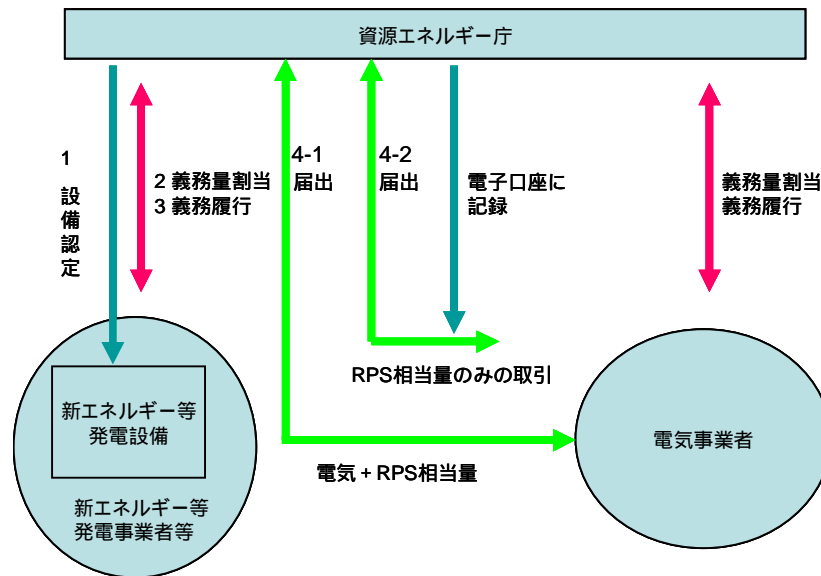 資源エネルギー庁
1
設備認定
2 義務量割当
3 義務履行
4-1
届出
4-2
届出
電子口座に
記録
義務量割当
義務履行
RPS相当量のみの取引
新エネルギー等
発電設備
電気事業者
電気 + RPS相当量
新エネルギー等
発電事業者等